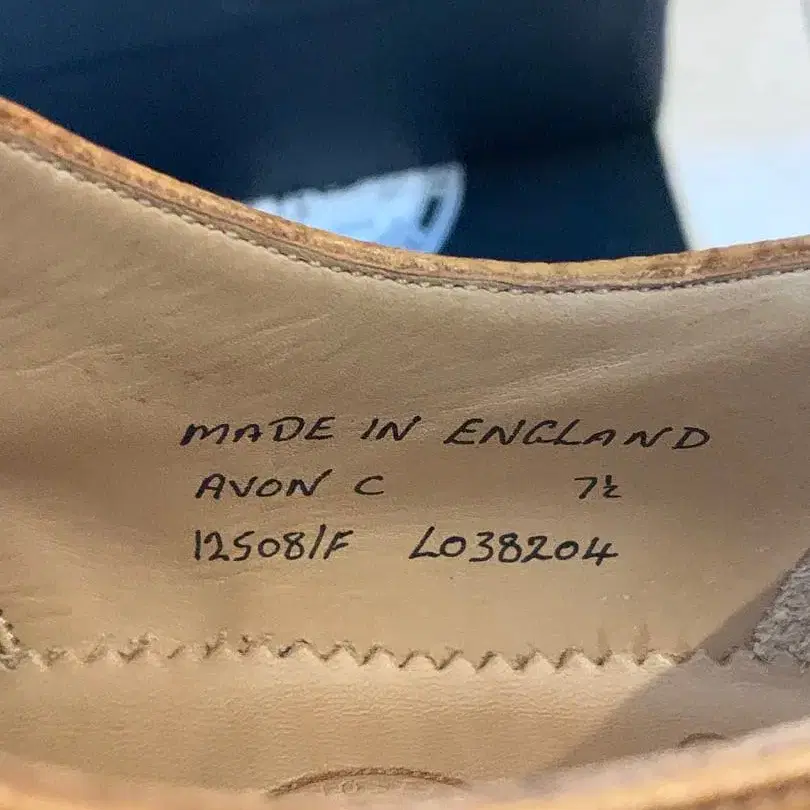 MADE IN ENGLAND
AVON C 7½
12508/F L038204